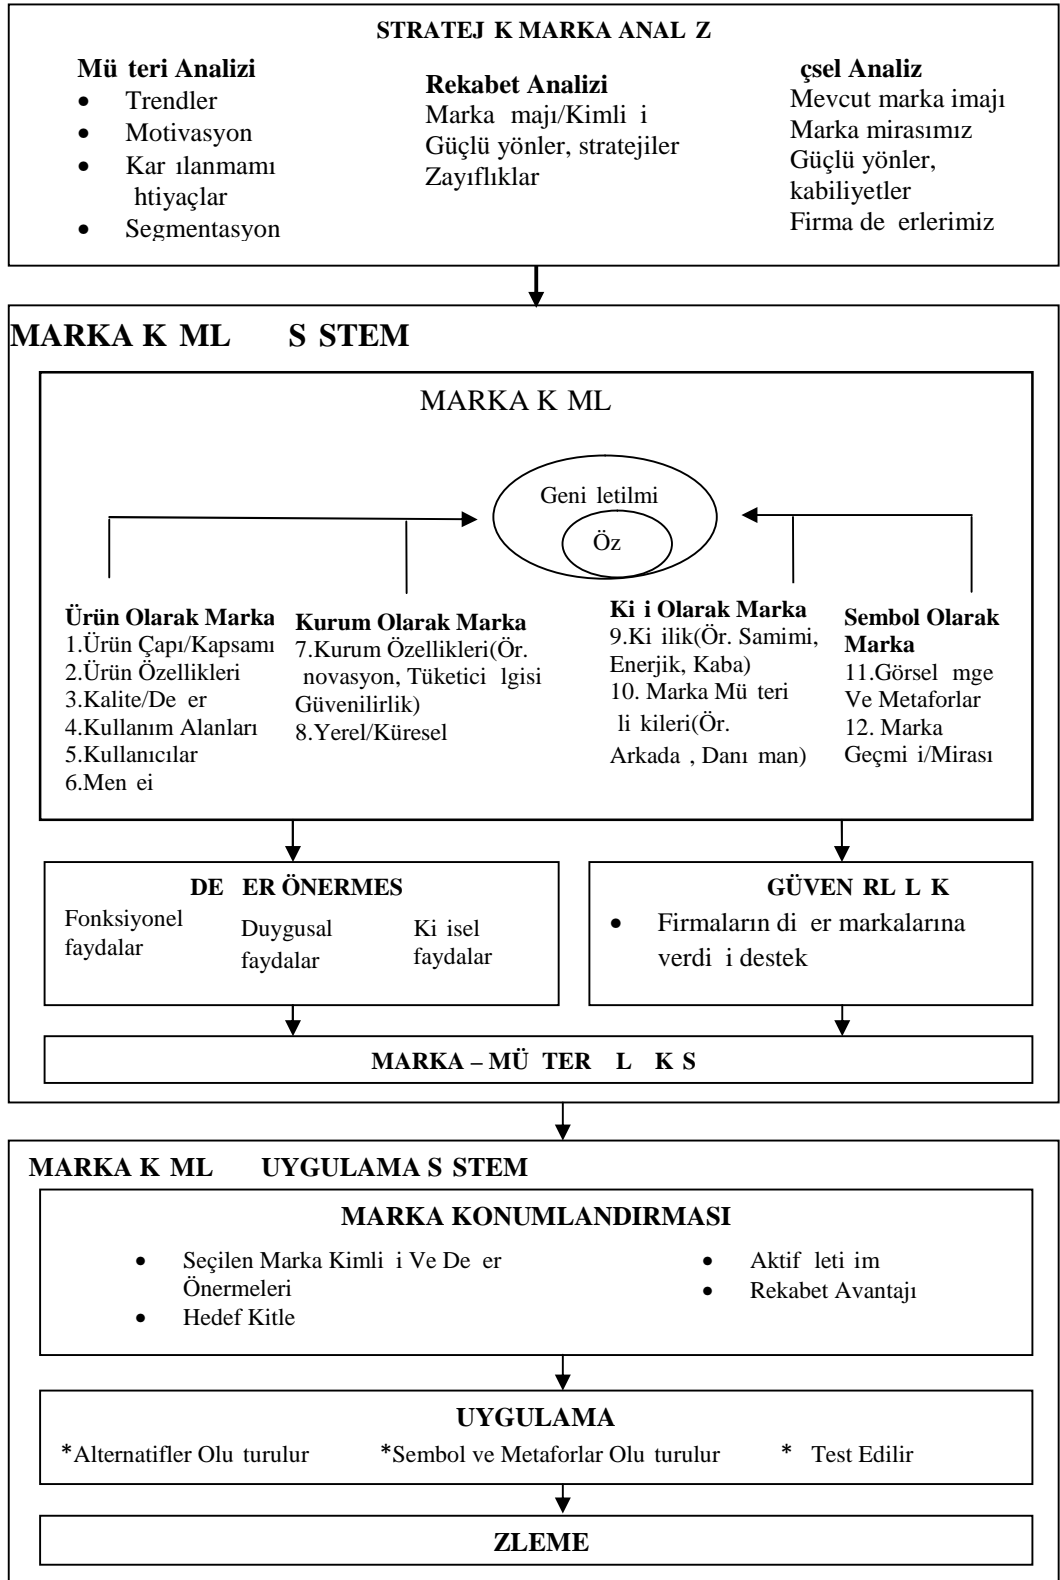 STRATEJ K MARKA ANAL Z
Mü teri Analizi
• Trendler
• Motivasyon
• Kar ılanmamı
htiyaçlar
• Segmentasyon
Rekabet Analizi
Marka majı/Kimli i
Güçlü yönler, stratejiler
Zayıflıklar
çsel Analiz
Mevcut marka imajı
Marka mirasımız
Güçlü yönler,
kabiliyetler
Firma de erlerimiz
MARKA K ML S STEM
MARKA K ML
Geni letilmi
Öz
Ürün Olarak Marka
1.Ürün Çapı/Kapsamı
2.Ürün Özellikleri
3.Kalite/De er
4.Kullanım Alanları
5.Kullanıcılar
6.Men ei
Kurum Olarak Marka
7.Kurum Özellikleri(Ör.
novasyon, Tüketici lgisi
Güvenilirlik)
8.Yerel/Küresel
Ki i Olarak Marka
9.Ki ilik(Ör. Samimi,
Enerjik, Kaba)
10. Marka Mü teri
li kileri(Ör.
Arkada , Danı man)
Sembol Olarak
Marka
11.Görsel mge
Ve Metaforlar
12. Marka
Geçmi i/Mirası
DE ER ÖNERMES
Fonksiyonel
faydalar
Duygusal
faydalar
Ki isel
faydalar
GÜVEN RL L K
• Firmaların di er markalarına
verdi i destek
MARKA – MÜ TER L K S
MARKA K ML UYGULAMA S STEM
MARKA KONUMLANDIRMASI
• Seçilen Marka Kimli i Ve De er
Önermeleri
• Hedef Kitle
• Aktif leti im
• Rekabet Avantajı
UYGULAMA
*Alternatifler Olu turulur *Sembol ve Metaforlar Olu turulur * Test Edilir
ZLEME